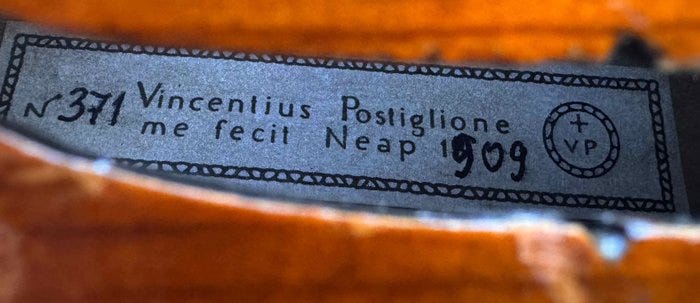 N 371 Vincentius Postiglione
me fecit Neap 1909
+
VP